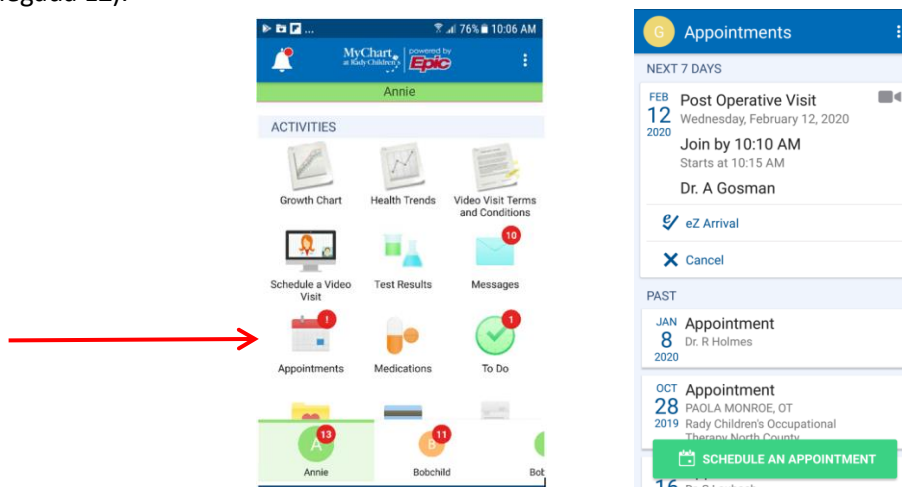 ... 76% 10:06 AM
MyChart powered by
at Rady Children's Epic
Annie
ACTIVITIES
Growth Chart Health Trends Video Visit Terms
and Conditions
10
Schedule a Video Test Results Messages
Visit
! 1
Appointments Medications To Do
A 13 B 11
Annie Bobchild Bob
G Appointments
NEXT 7 DAYS
FEB Post Operative Visit
12 Wednesday, February 12, 2020
2020
Join by 10:10 AM
Starts at 10:15 AM
Dr. A Gosman
eZ Arrival
Cancel
PAST
JAN Appointment
8 Dr. R Holmes
2020
OCT Appointment
28 PAOLA MONROE, OT
2019 Rady Children's Occupational
Therapy North County
SCHEDULE AN APPOINTMENT
16